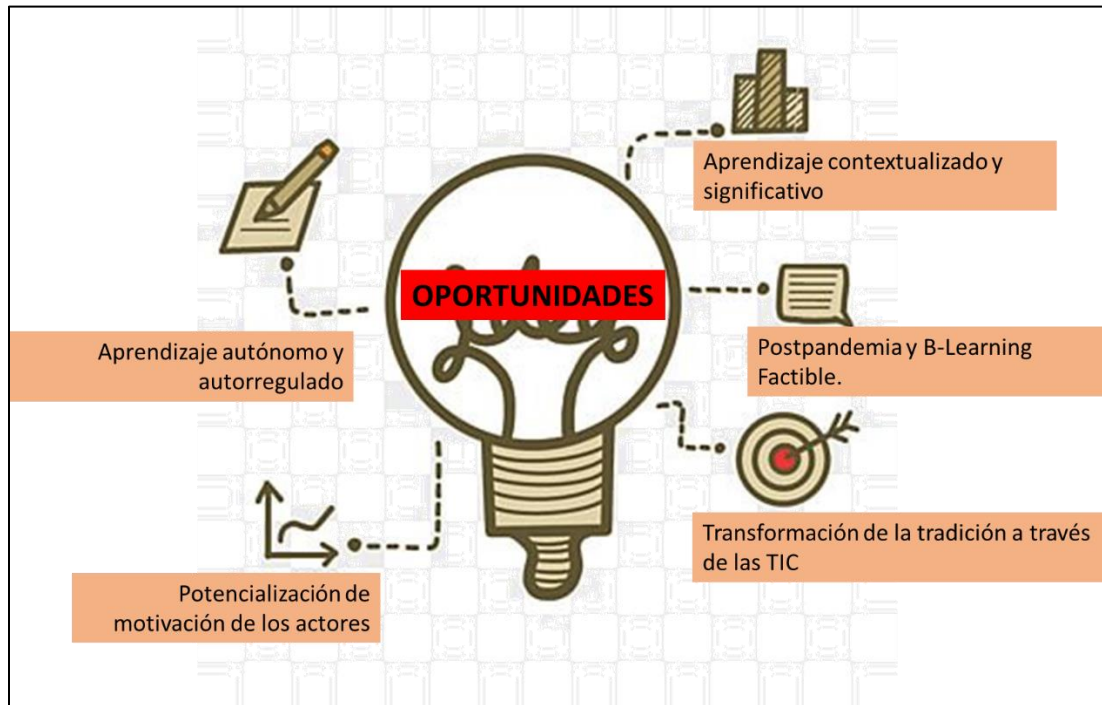 OPORTUNIDADES
Aprendizaje contextualizado y
significativo
Aprendizaje autónomo y
autorregulado
Postpandemia y B-Learning
Factible.
Transformación de la tradición a través
de las TIC
Potencialización de
motivación de los actores